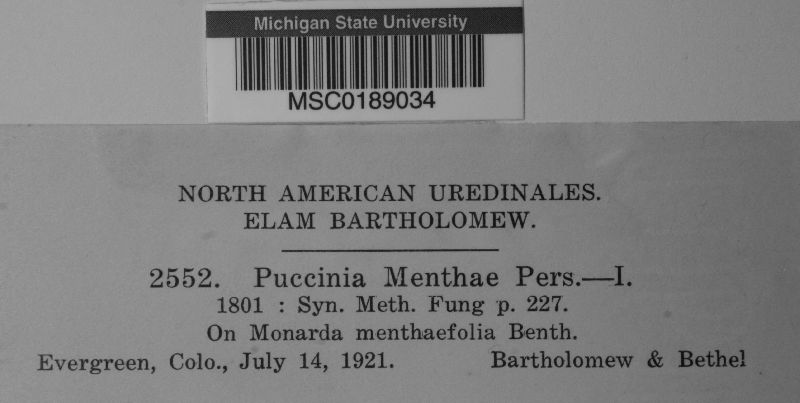 Michigan State University
MSC0189034
NORTH AMERICAN UREDINALES.
ELAM BARTHOLOMEW.
2552. Puccinia Menthae Pers.—I.
1801 : Syn. Meth. Fung p. 227.
On Monarda menthaefolia Benth.
Evergreen, Colo., July 14, 1921. Bartholomew & Bethel